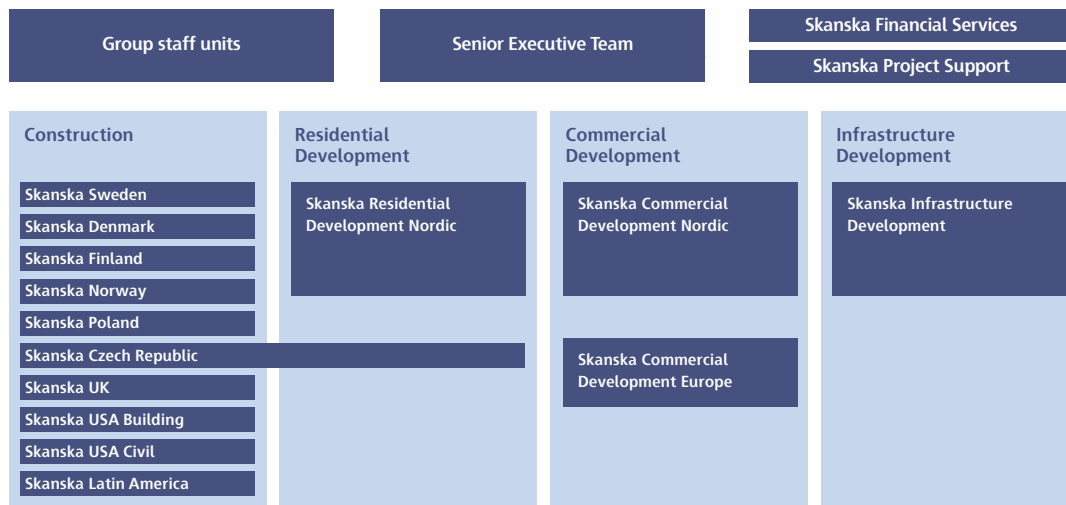 Group staff units
Senior Executive Team
Skanska Financial Services
Skanska Project Support
Construction
Skanska Sweden
Skanska Denmark
Skanska Finland
Skanska Norway
Skanska Poland
Skanska Czech Republic
Skanska UK
Skanska USA Building
Skanska USA Civil
Skanska Latin America
Residential
Development
Skanska Residential
Development Nordic
Commercial
Development
Skanska Commercial
Development Nordic
Skanska Commercial
Development Europe
Infrastructure
Development
Skanska Infrastructure
Development